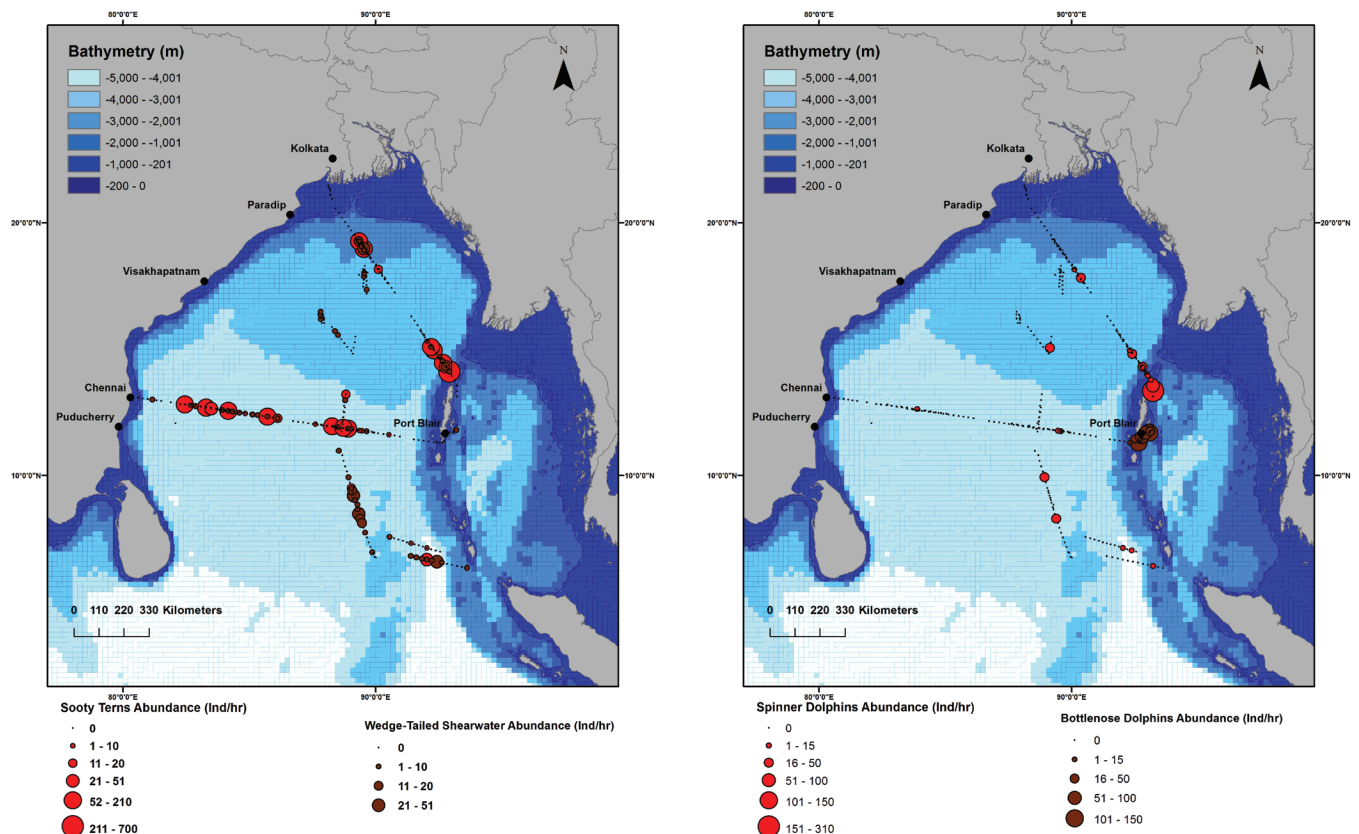 80°0'0"E 90°0'0"E
Bathymetry (m)
-5,000 - -4,001
-4,000 - -3,001
-3,000 - -2,001
-2,000 - -1,001
-1,000 - -201
-200 - 0
N
Kolkata
Paradip
20°0'0"N 20°0'0"N
Visakhapatnam
Chennai
Puducherry
Port Blair
10°0'0"N 10°0'0"N
0 110 220 330 Kilometers
80°0'0"E 90°0'0"E
Sooty Terns Abundance (Ind/hr)
0
1 - 10
11 - 20
21 - 51
52 - 210
211 - 700
Wedge-Tailed Shearwater Abundance (Ind/hr)
0
1 - 10
11 - 20
21 - 51
80°0'0"E 90°0'0"E
Bathymetry (m)
-5,000 - -4,001
-4,000 - -3,001
-3,000 - -2,001
-2,000 - -1,001
-1,000 - -201
-200 - 0
N
Kolkata
Paradip
20°0'0"N 20°0'0"N
Visakhapatnam
Chennai
Puducherry
Port Blair
10°0'0"N 10°0'0"N
0 110 220 330 Kilometers
80°0'0"E 90°0'0"E
Spinner Dolphins Abundance (Ind/hr)
0
1 - 15
16 - 50
51 - 100
101 - 150
151 - 310
Bottlenose Dolphins Abundance (Ind/hr)
0
1 - 15
16 - 50
51 - 100
101 - 150